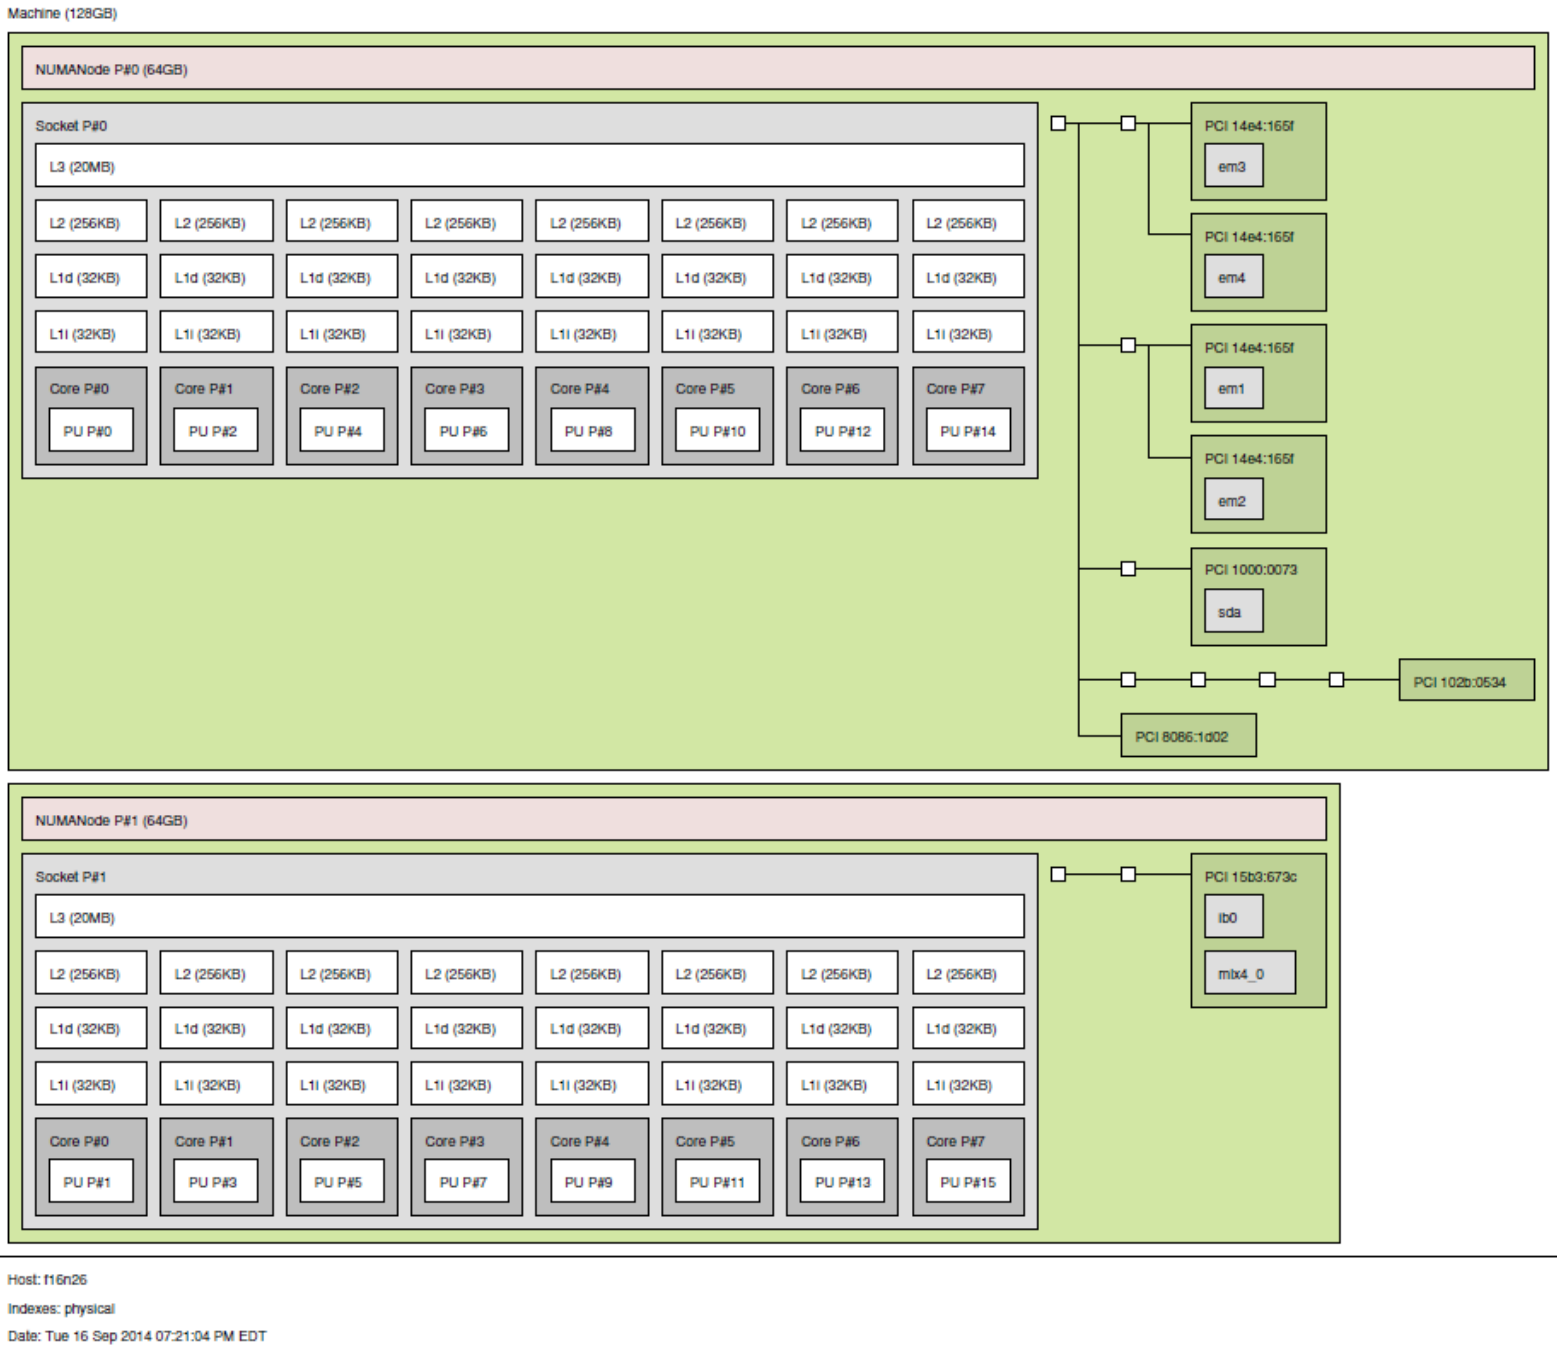 Machine (128GB)
NUMANode P#0 (64GB)
Socket P#0
L3 (20MB)
L2 (256KB) L2 (256KB) L2 (256KB) L2 (256KB) L2 (256KB) L2 (256KB) L2 (256KB) L2 (256KB)
L1d (32KB) L1d (32KB) L1d (32KB) L1d (32KB) L1d (32KB) L1d (32KB) L1d (32KB) L1d (32KB)
L1i (32KB) L1i (32KB) L1i (32KB) L1i (32KB) L1i (32KB) L1i (32KB) L1i (32KB) L1i (32KB)
Core P#0 Core P#1 Core P#2 Core P#3 Core P#4 Core P#5 Core P#6 Core P#7
PU P#0 PU P#2 PU P#4 PU P#6 PU P#8 PU P#10 PU P#12 PU P#14
PCI 14e4:165f
em3
PCI 14e4:165f
em4
PCI 14e4:165f
em1
PCI 14e4:165f
em2
PCI 1000:0073
sda
PCI 102b:0534
PCI 8086:1d02
NUMANode P#1 (64GB)
Socket P#1
L3 (20MB)
L2 (256KB) L2 (256KB) L2 (256KB) L2 (256KB) L2 (256KB) L2 (256KB) L2 (256KB) L2 (256KB)
L1d (32KB) L1d (32KB) L1d (32KB) L1d (32KB) L1d (32KB) L1d (32KB) L1d (32KB) L1d (32KB)
L1i (32KB) L1i (32KB) L1i (32KB) L1i (32KB) L1i (32KB) L1i (32KB) L1i (32KB) L1i (32KB)
Core P#0 Core P#1 Core P#2 Core P#3 Core P#4 Core P#5 Core P#6 Core P#7
PU P#1 PU P#3 PU P#5 PU P#7 PU P#9 PU P#11 PU P#13 PU P#15
PCI 15b3:673c
ib0
mlx4_0
Host: f16n26
Indexes: physical
Date: Tue 16 Sep 2014 07:21:04 PM EDT